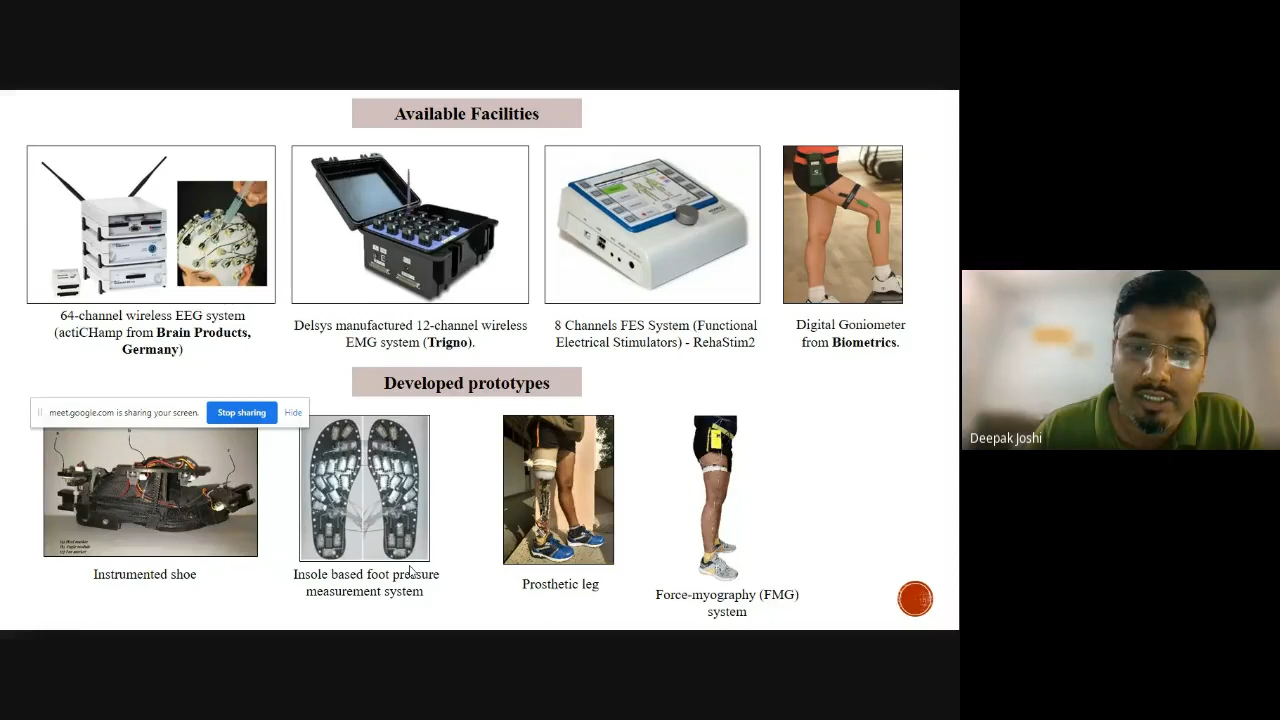 Available Facilities
64-channel wireless EEG system
(actiCHamp from Brain Products,
Germany)
Delsys manufactured 12-channel wireless
EMG system (Trigno).
8 Channels FES System (Functional
Electrical Stimulators) - RehaStim2
Digital Goniometer
from Biometrics.
Developed prototypes
meet.google.com is sharing your screen.
Stop sharing
Hide
Instrumented shoe
Insole based foot pressure
measurement system
Prosthetic leg
Force-myography (FMG)
system
Deepak Joshi